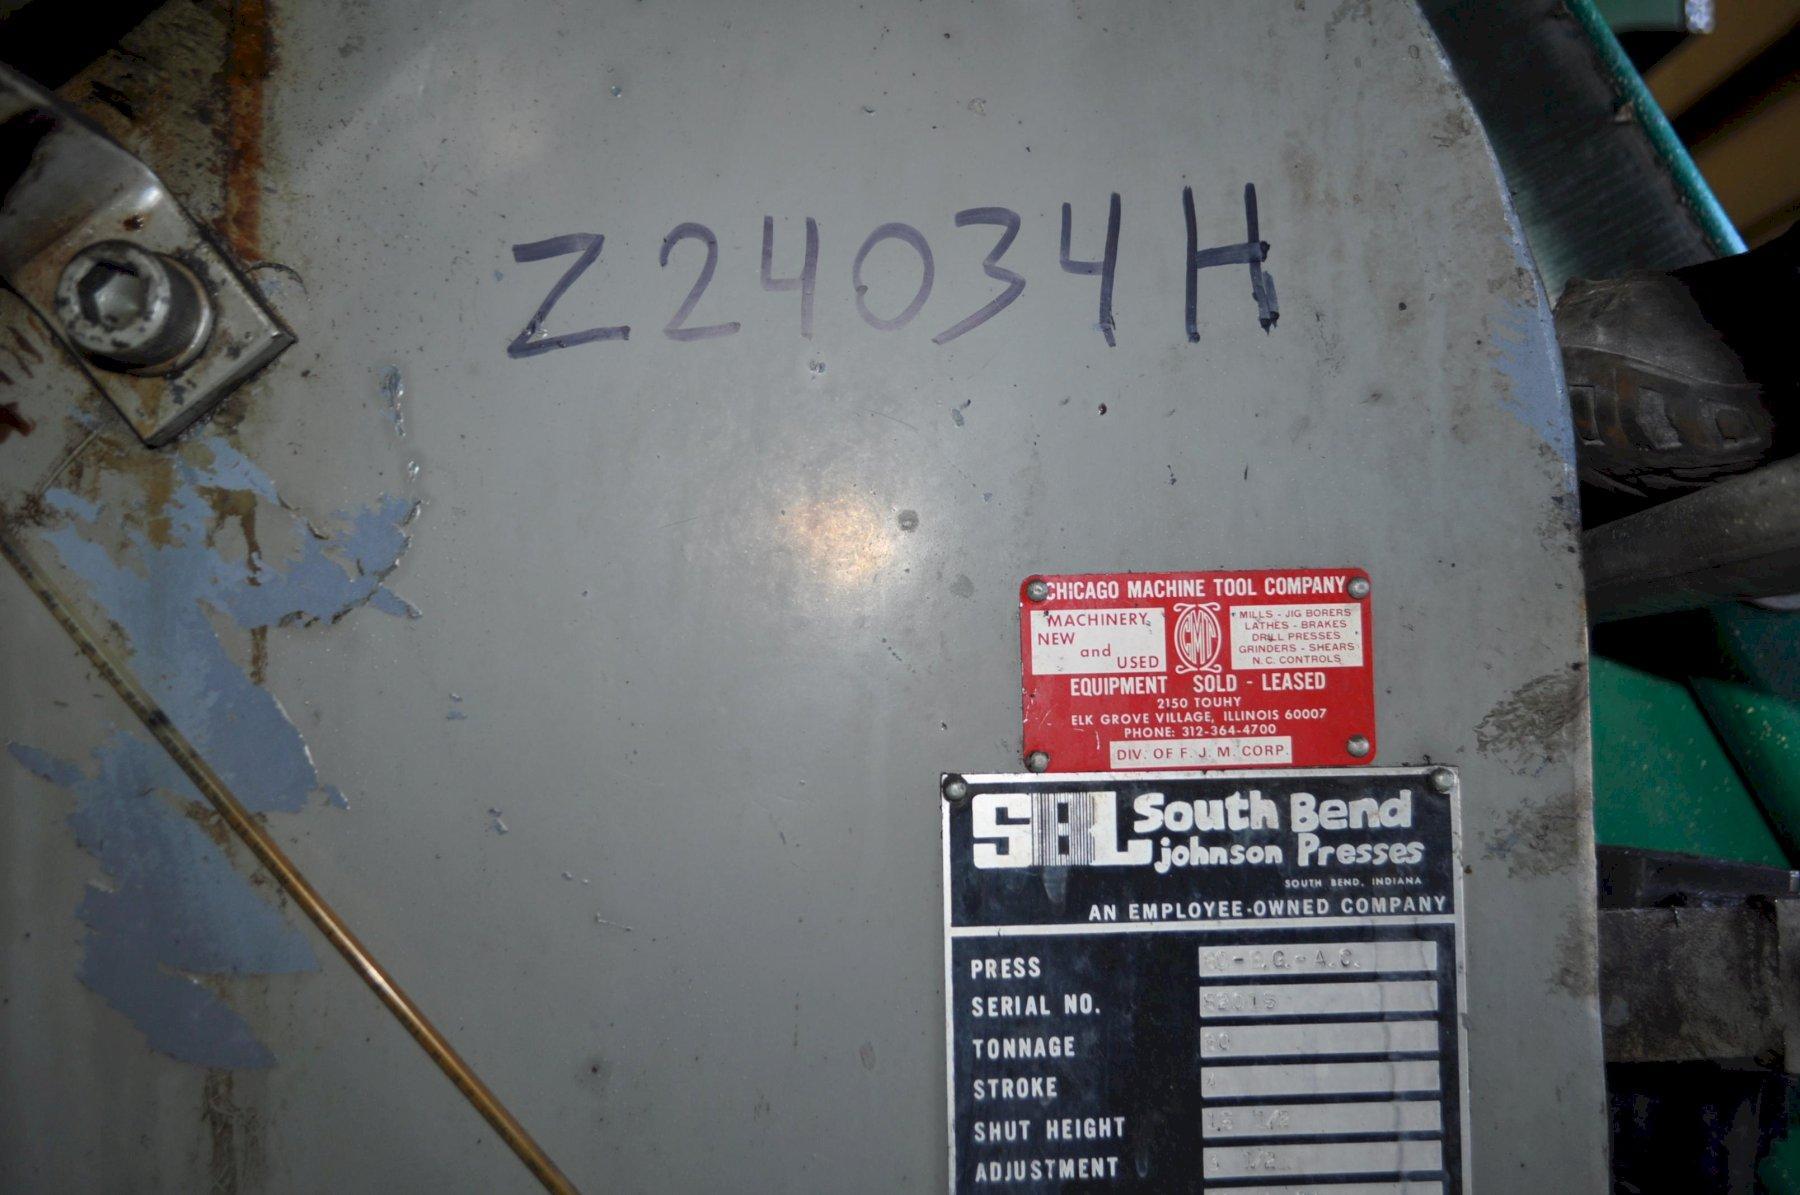 Z24034H
CHICAGO MACHINE TOOL COMPANY
MACHINERY
NEW
and
USED
CMT
MILLS - JIG BORERS
LATHES - BRAKES
DRILL PRESSES
GRINDERS - SHEARS
N.C. CONTROLS
EQUIPMENT SOLD - LEASED
2150 TOUHY
ELK GROVE VILLAGE, ILLINOIS 60007
PHONE: 312-364-4700
DIV. OF F. J. M. CORP.
SBL South Bend
johnson Presses
SOUTH BEND, INDIANA
AN EMPLOYEE-OWNED COMPANY
PRESS
SERIAL NO.
TONNAGE
STROKE 4
SHUT HEIGHT
ADJUSTMENT